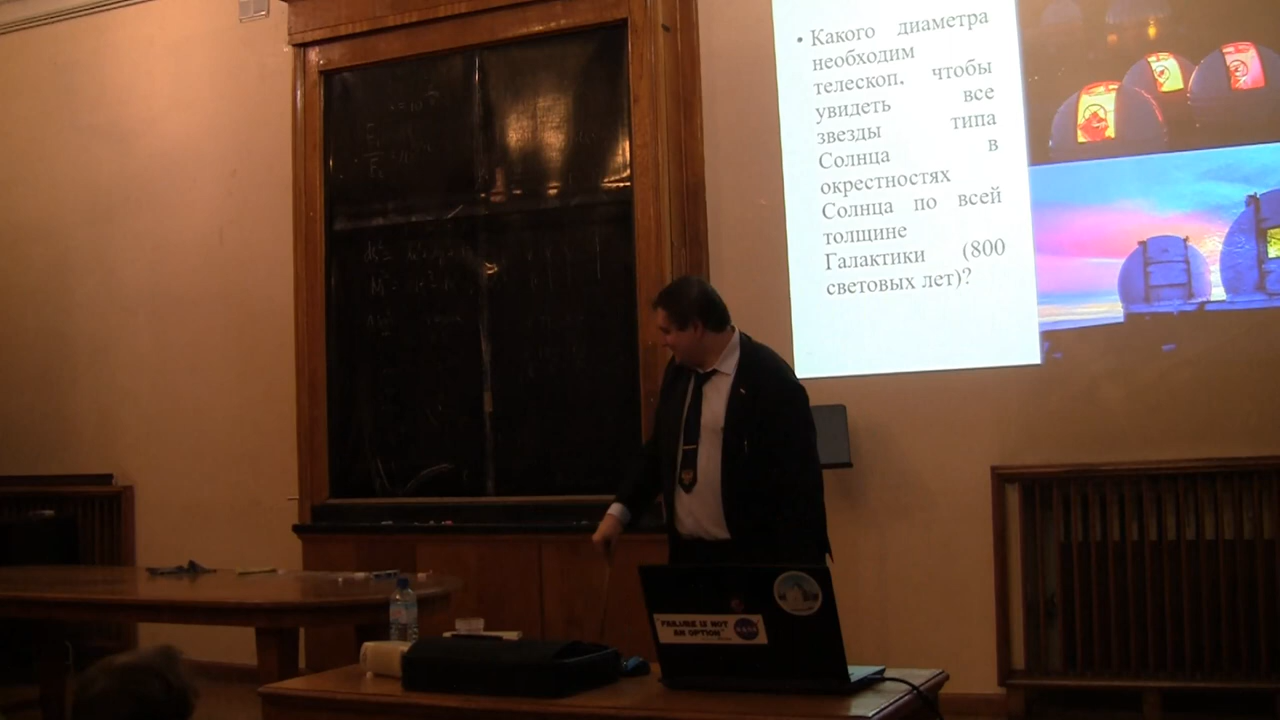 • Какого диаметра
необходим
телескоп. чтобы
увидеть все
звезды типа
Солнца в
окрестностях
Солнца по всей
толщине
Галактики (800
световых лет)?
"FAILURE IS NOT
AN OPTION"
NASA